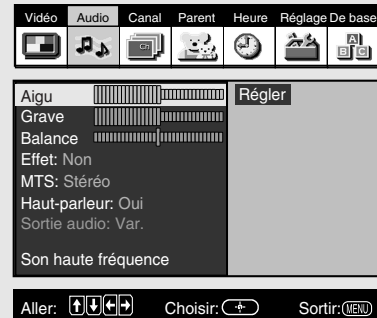 Vidéo Audio Canal Parent Heure Réglage De base
Ch
A
B C
Aigu
Régler
Grave
Balance
Effet: Non
MTS: Stéréo
Haut-parleur: Oui
Sortie audio: Var.
Son haute fréquence
Aller: Choisir: Sortir: MENU